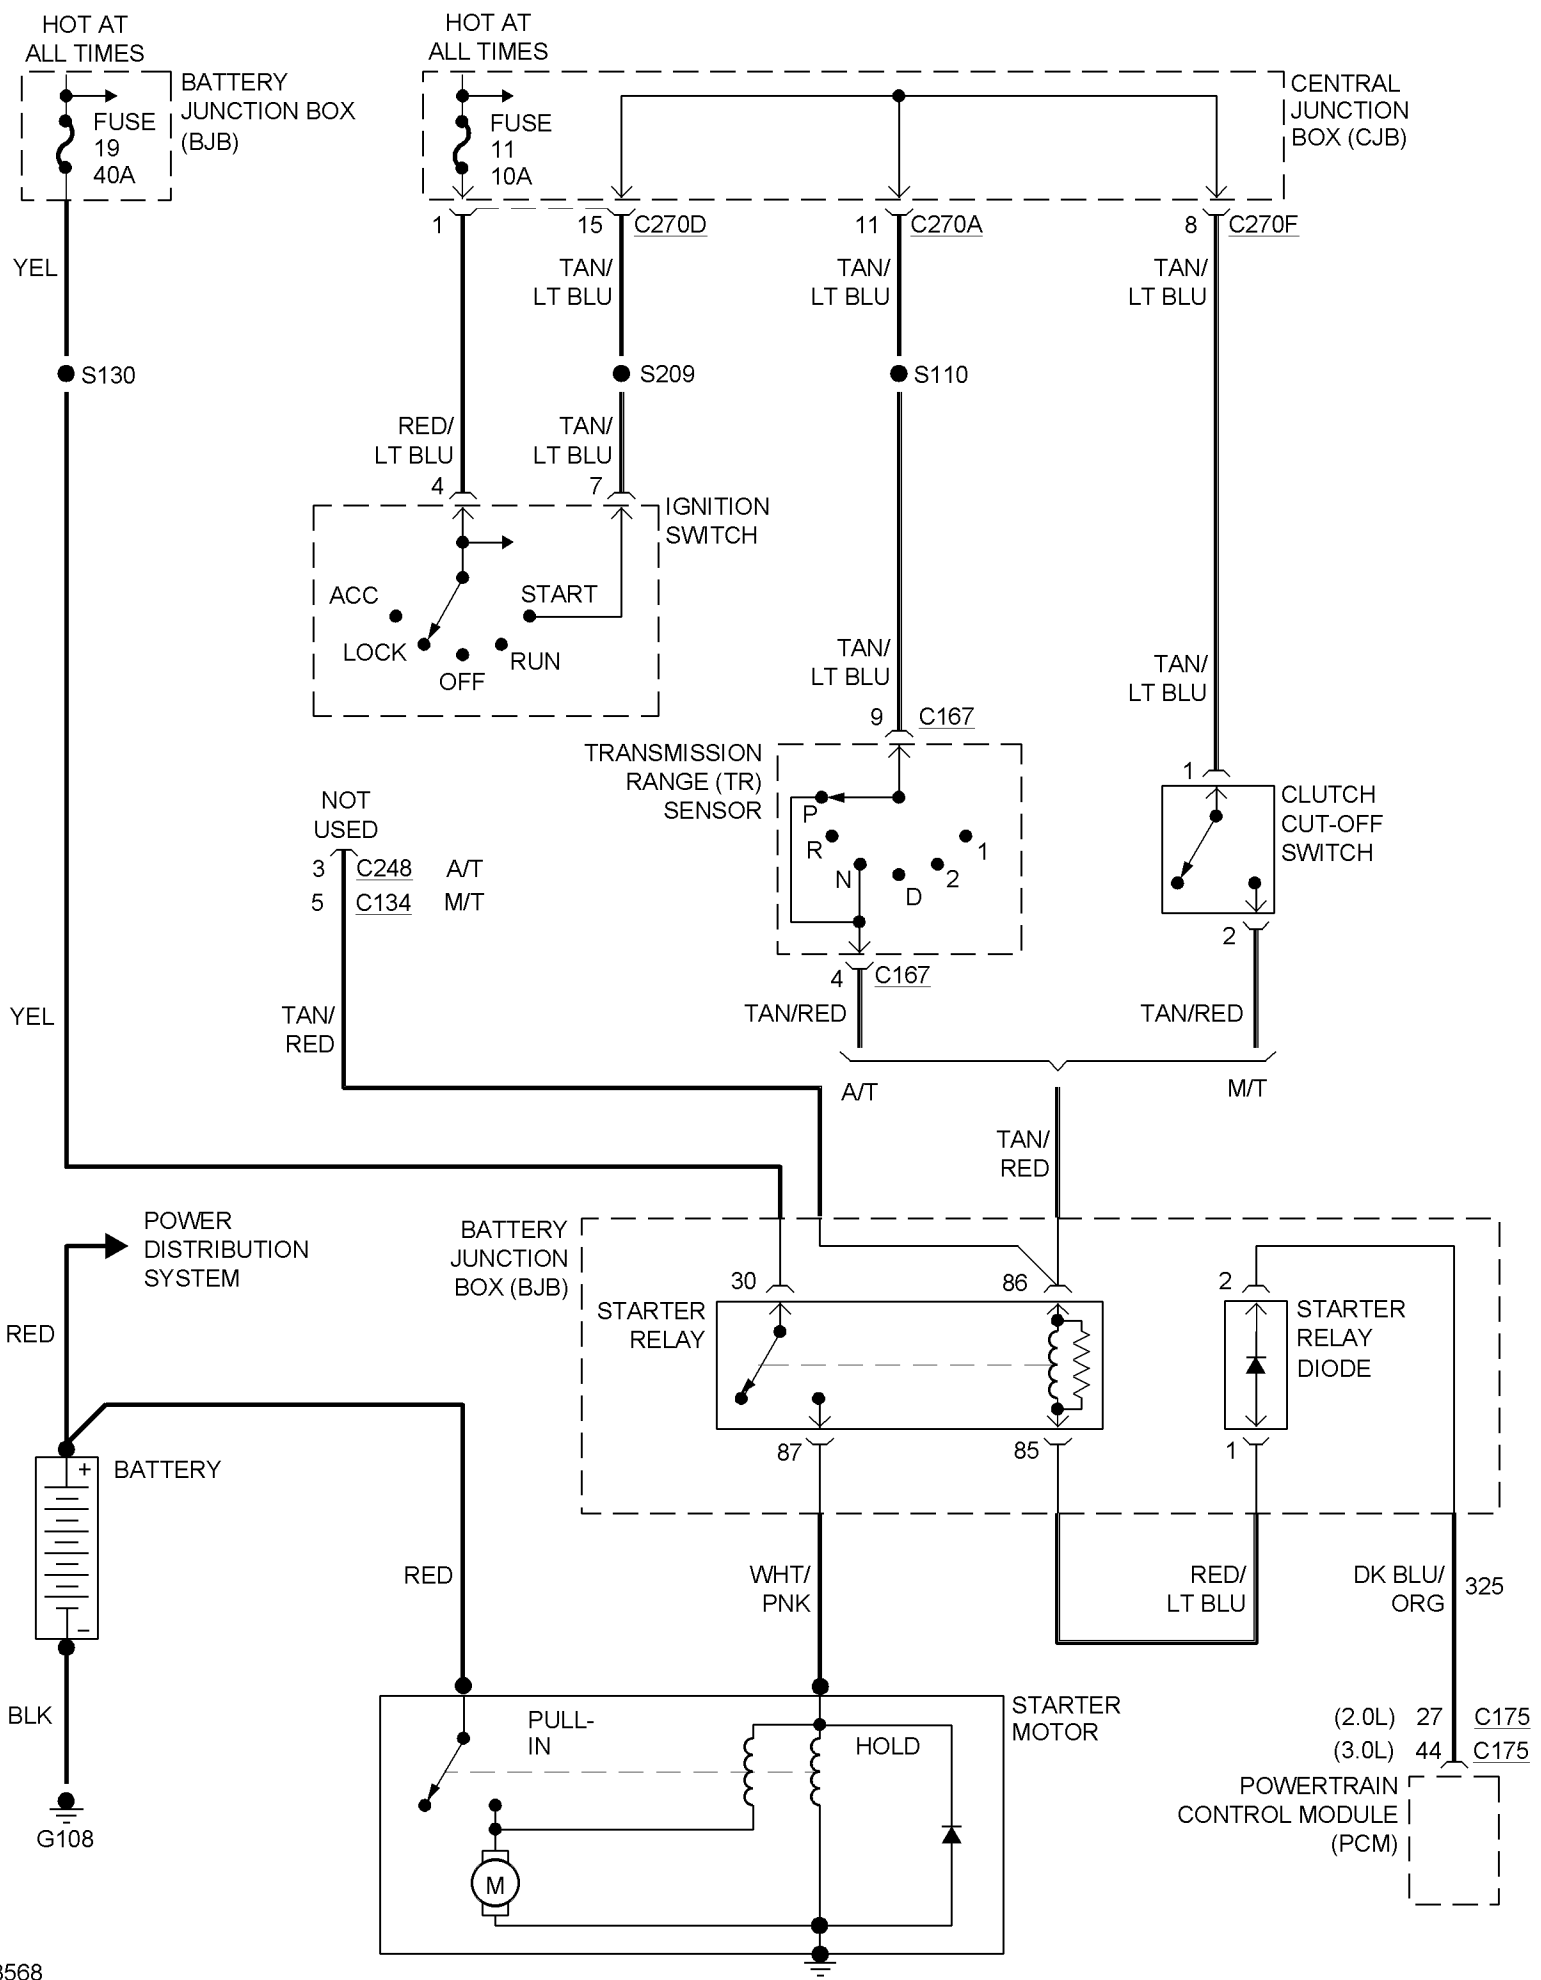 HOT AT
ALL TIMES
BATTERY
JUNCTION BOX
(BJB)
FUSE
19
40A
HOT AT
ALL TIMES
FUSE
11
10A
CENTRAL
JUNCTION
BOX (CJB)
1
15 C270D
11 C270A
8 C270F
YEL
TAN/
LT BLU
TAN/
LT BLU
TAN/
LT BLU
S130
S209
S110
RED/
LT BLU
TAN/
LT BLU
4
7
IGNITION
SWITCH
ACC
LOCK
OFF
RUN
START
TAN/
LT BLU
TAN/
LT BLU
9 C167
TRANSMISSION
RANGE (TR)
SENSOR
P
R
N
D
2
1
4 C167
1
CLUTCH
CUT-OFF
SWITCH
2
NOT
USED
3 C248 A/T
5 C134 M/T
YEL
TAN/
RED
TAN/RED
TAN/RED
A/T
M/T
TAN/
RED
POWER
DISTRIBUTION
SYSTEM
BATTERY
JUNCTION
BOX (BJB)
30
86
2
STARTER
RELAY
STARTER
RELAY
DIODE
87
85
1
RED
+
BATTERY
−
RED
WHT/
PNK
RED/
LT BLU
DK BLU/
ORG
325
BLK
G108
PULL-
IN
HOLD
M
STARTER
MOTOR
(2.0L) 27 C175
(3.0L) 44 C175
POWERTRAIN
CONTROL MODULE
(PCM)
3568